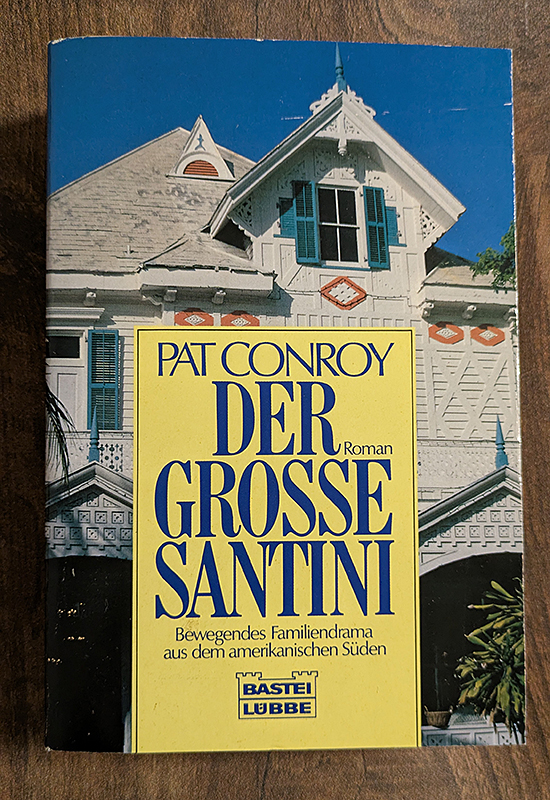 PAT CONROY
DER
Roman
GROSSE
SANTINI
Bewegendes Familiendrama
aus dem amerikanischen Süden
BASTEI
LÜBBE